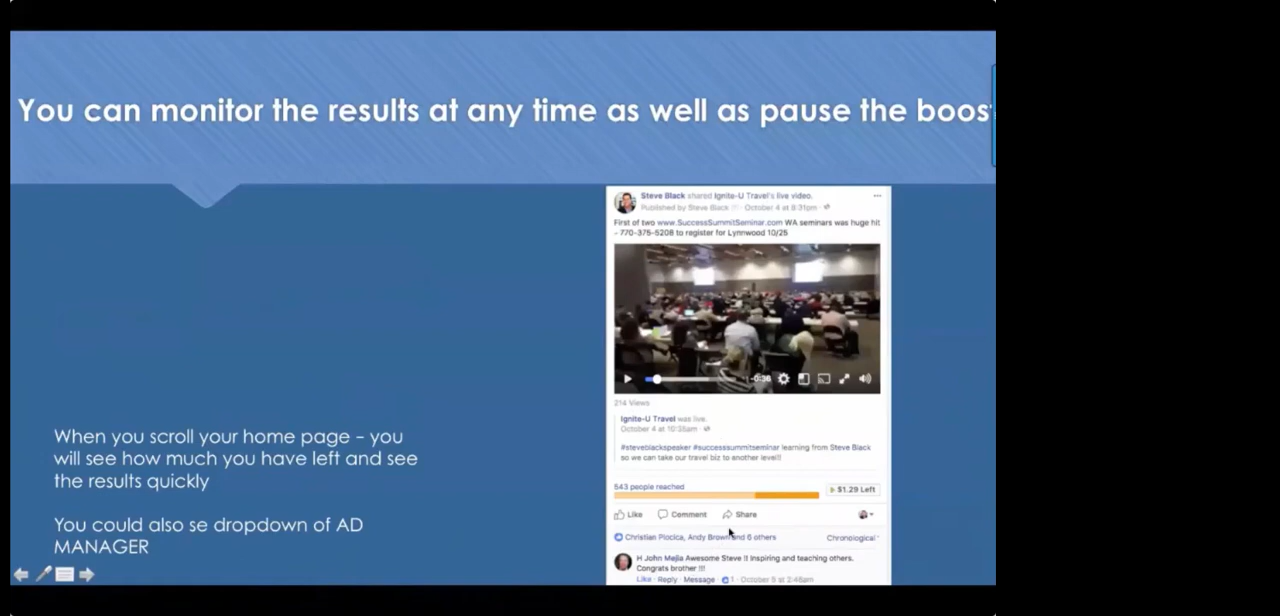 You can monitor the results at any time as well as pause the boost
Steve Black shared Ignite-U Travel's live video.
Published by Steve Black October 4 at 8:31pm
First of two www.SuccessSummitSeminar.com WA seminars was huge hit
- 770-375-5208 to register for Lynnwood 10/25
-0:36
214 Views
Ignite-U Travel was live.
October 4 at 10:38am
#steveblackspeaker #successsummitseminar learning from Steve Black
so we can take our travel biz to another level!!
When you scroll your home page – you
will see how much you have left and see
the results quickly
You could also se dropdown of AD
MANAGER
543 people reached
$1.29 Left
Like Comment Share
Christian Piocica, Andy Brown and 6 others
Chronological
H John Mejia Awesome Steve !! Inspiring and teaching others.
Congrats brother !!!
Like · Reply · Message · 1 · October 5 at 2:48am